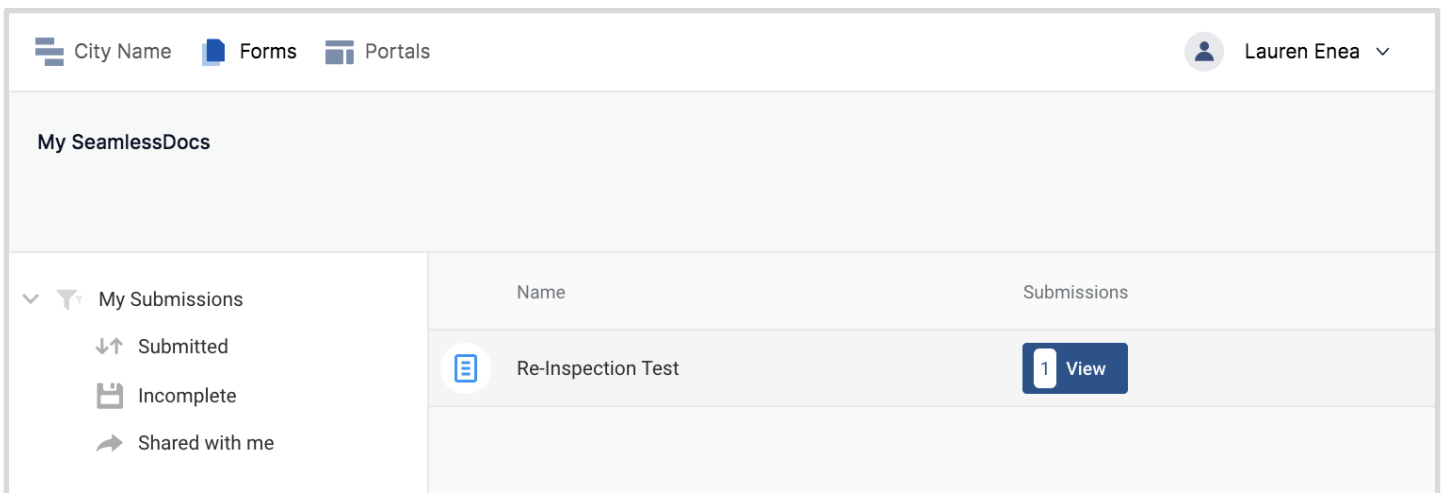 City Name Forms Portals Lauren Enea
My SeamlessDocs
My Submissions
Submitted
Incomplete
Shared with me
Name Submissions
Re-Inspection Test 1 View